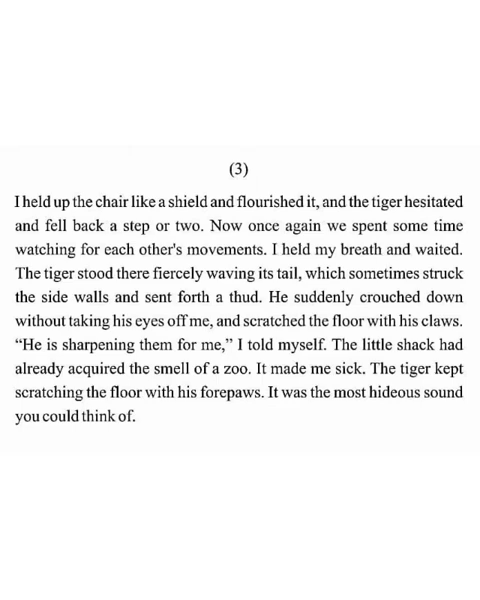 (3)
I held up the chair like a shield and flourished it, and the tiger hesitated
and fell back a step or two. Now once again we spent some time
watching for each other's movements. I held my breath and waited.
The tiger stood there fiercely waving its tail, which sometimes struck
the side walls and sent forth a thud. He suddenly crouched down
without taking his eyes off me, and scratched the floor with his claws.
“He is sharpening them for me,” I told myself. The little shack had
already acquired the smell of a zoo. It made me sick. The tiger kept
scratching the floor with his forepaws. It was the most hideous sound
you could think of.